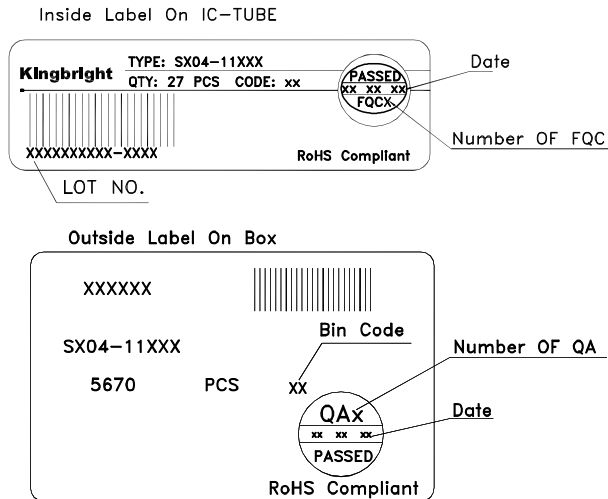 Inside Label On IC-TUBE
Kingbright
TYPE: SX04-11XXX
QTY: 27 PCS CODE: xx
PASSED
xx xx xx
FQCX
Date
Number OF FQC
XXXXXXXXXX-XXXX
RoHS Compliant
LOT NO.
Outside Label On Box
XXXXXX
SX04-11XXX
Bin Code
5670 PCS XX
Number OF QA
QAx
xx xx xx
Date
PASSED
RoHS Compliant